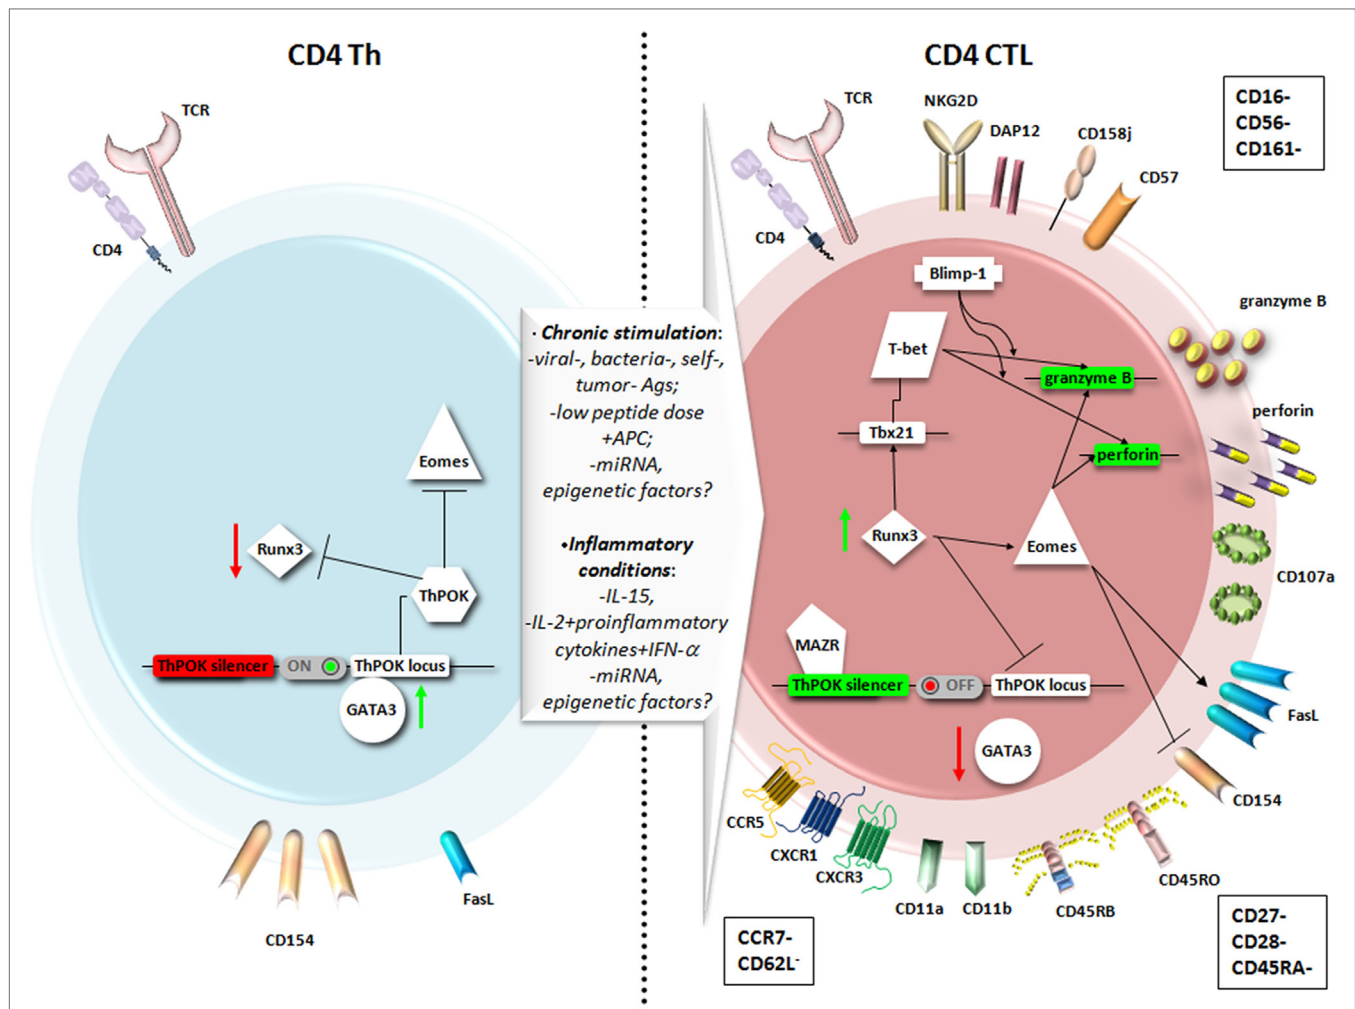 CD4 Th
TCR
CD4
Eomes
Runx3
ThPOK
ThPOK silencer
ON
ThPOK locus
GATA3
CD154
FasL
· Chronic stimulation:
-viral-, bacteria-, self-,
tumor- Ags;
-low peptide dose
+APC;
-miRNA,
epigenetic factors?
•Inflammatory
conditions:
-IL-15,
-IL-2+proinflammatory
cytokines+IFN-α
-miRNA,
epigenetic factors?
CD4 CTL
TCR
CD4
NKG2D
DAP12
CD158j
CD57
CD16-
CD56-
CD161-
Blimp-1
T-bet
granzyme B
Tbx21
perforin
Runx3
Eomes
MAZR
ThPOK silencer
OFF
ThPOK locus
GATA3
granzyme B
perforin
CD107a
FasL
CD154
CD45RO
CD45RB
CD11b
CD11a
CXCR3
CXCR1
CCR5
CCR7-
CD62L-
CD27-
CD28-
CD45RA-